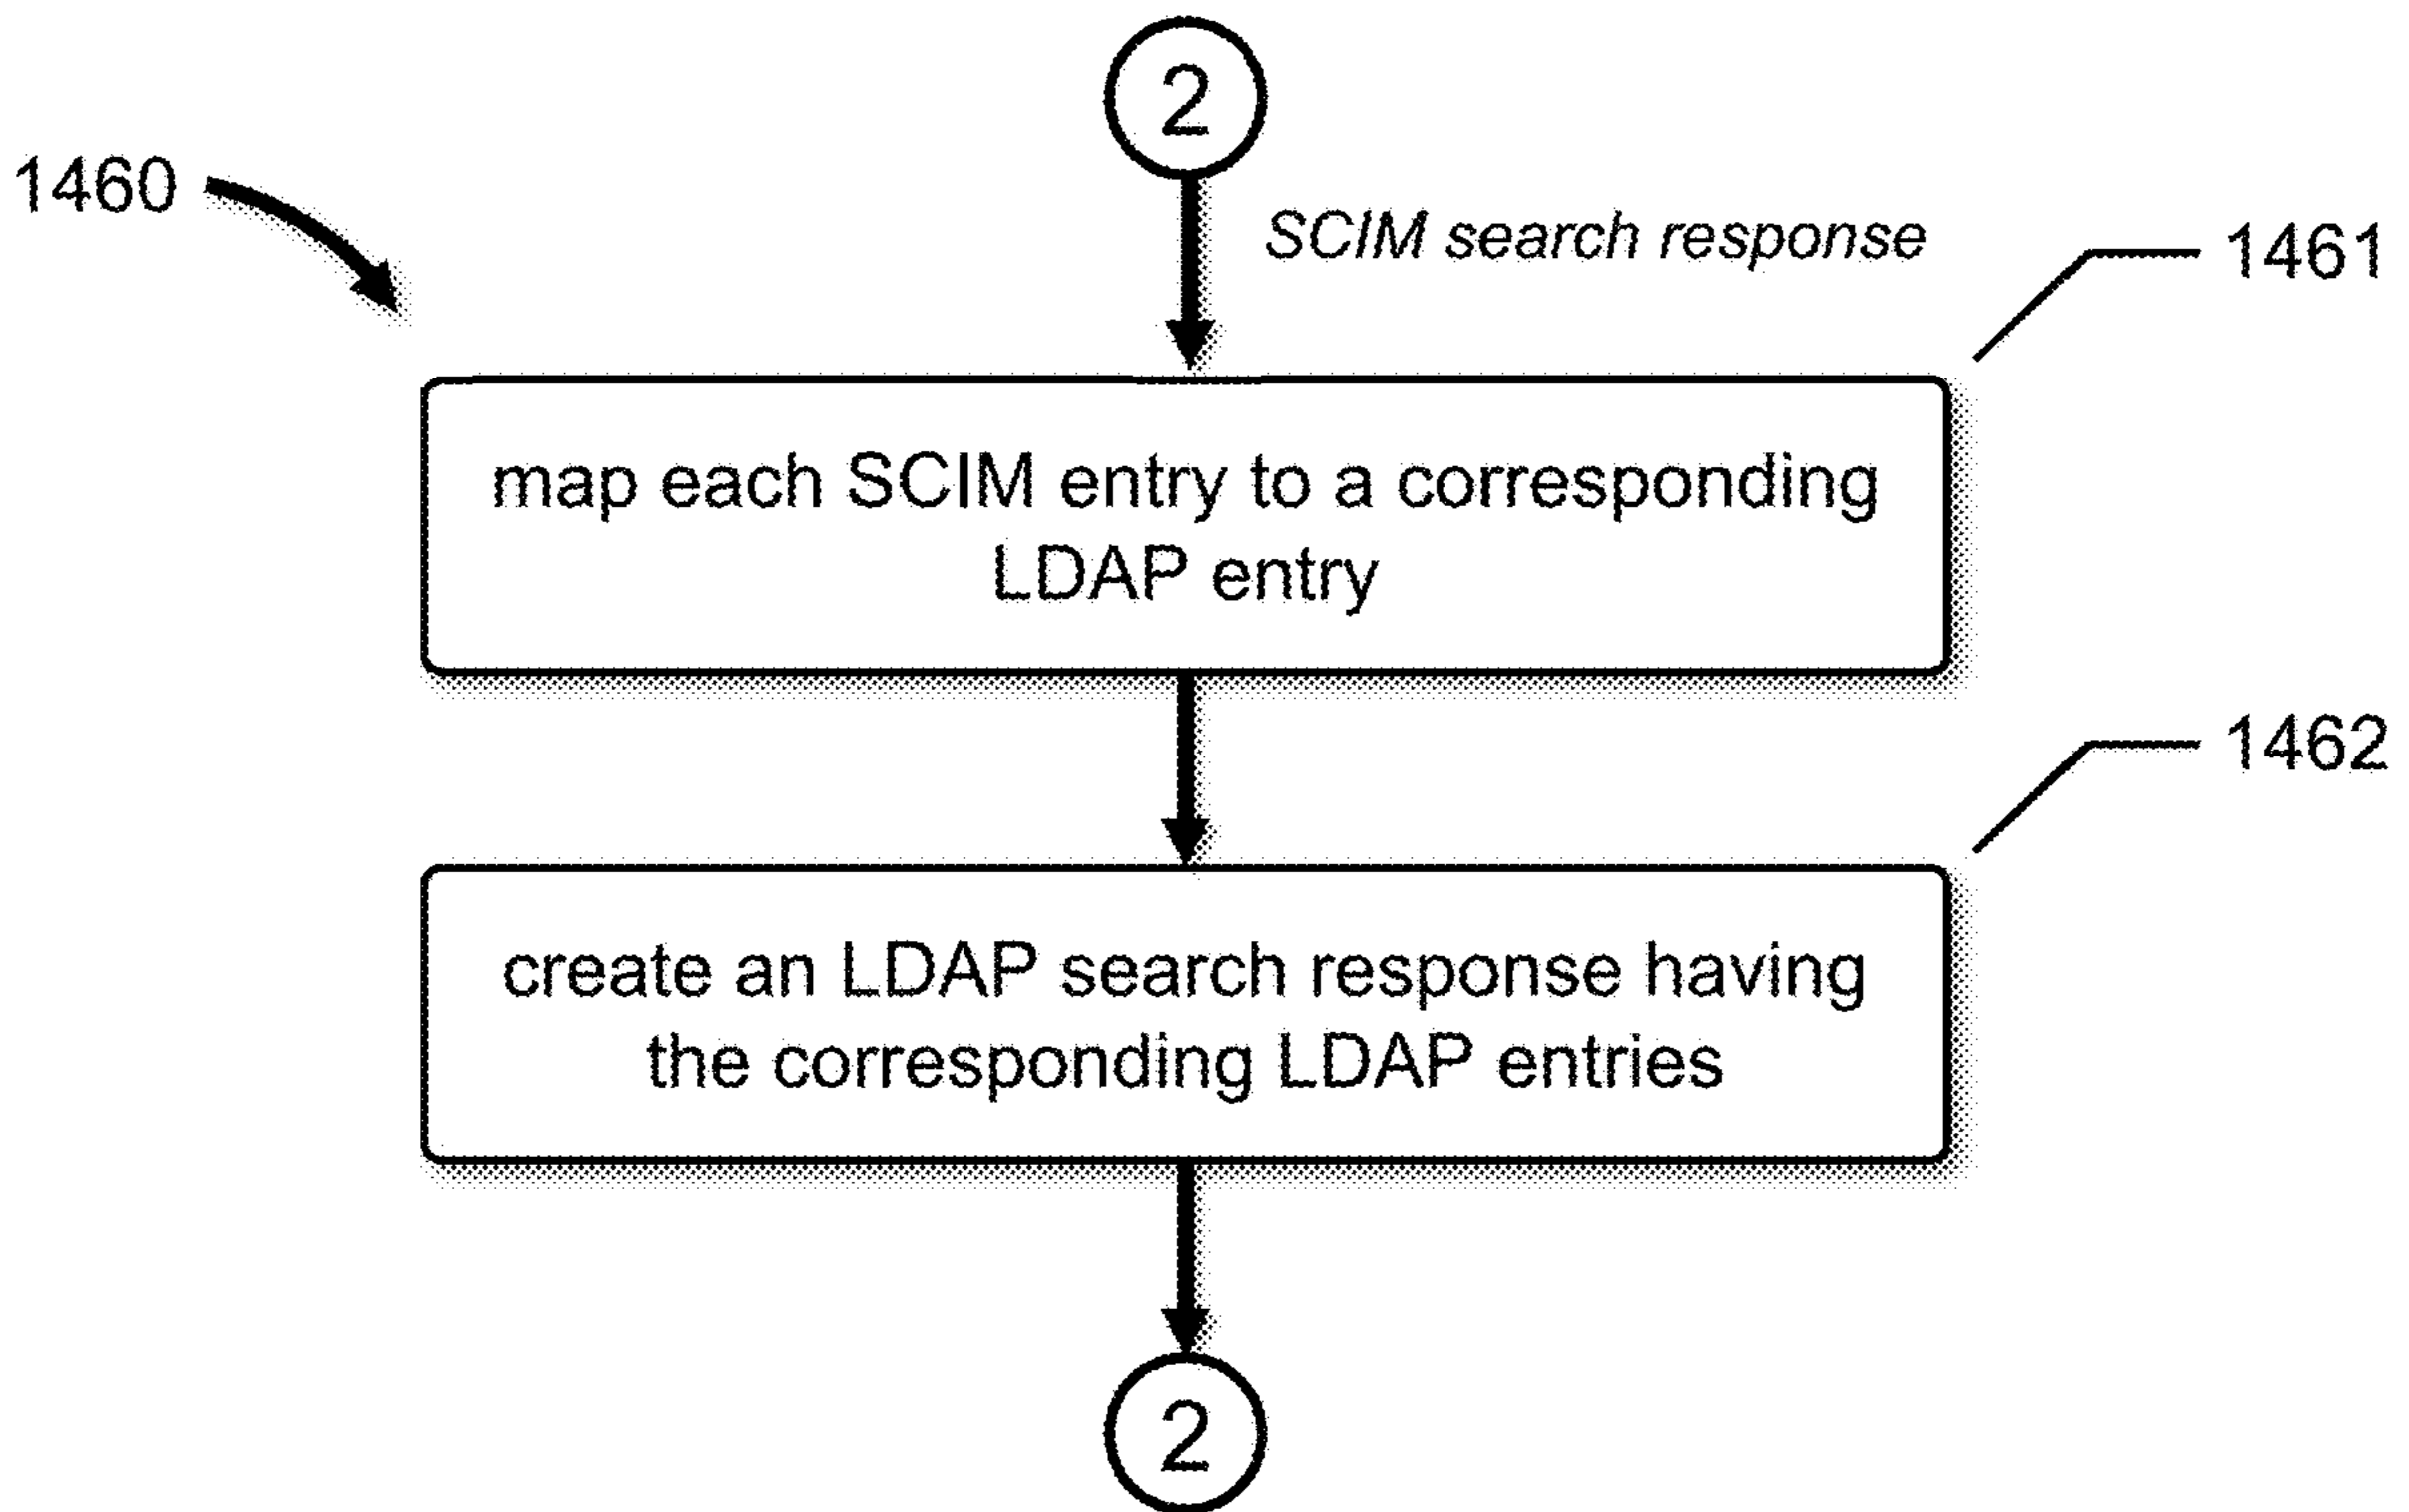 2
1460
SCIM search response
1461
map each SCIM entry to a corresponding
LDAP entry
1462
create an LDAP search response having
the corresponding LDAP entries
2